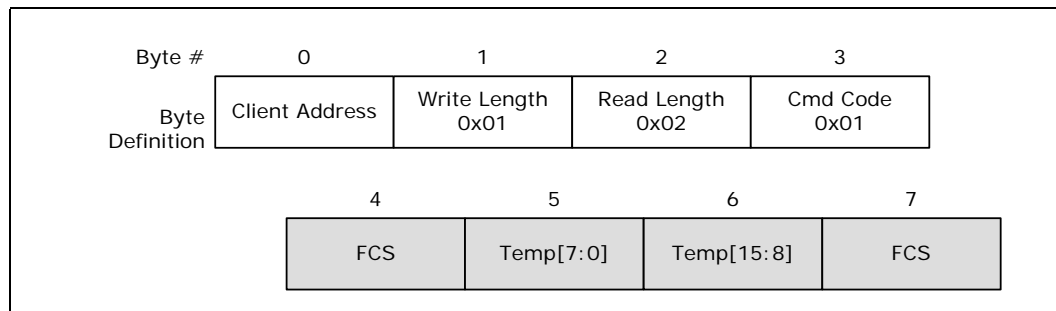 Byte # 0 1 2 3
Byte Definition
Client Address
Write Length
0x01
Read Length
0x02
Cmd Code
0x01
4 5 6 7
FCS Temp[7:0] Temp[15:8] FCS